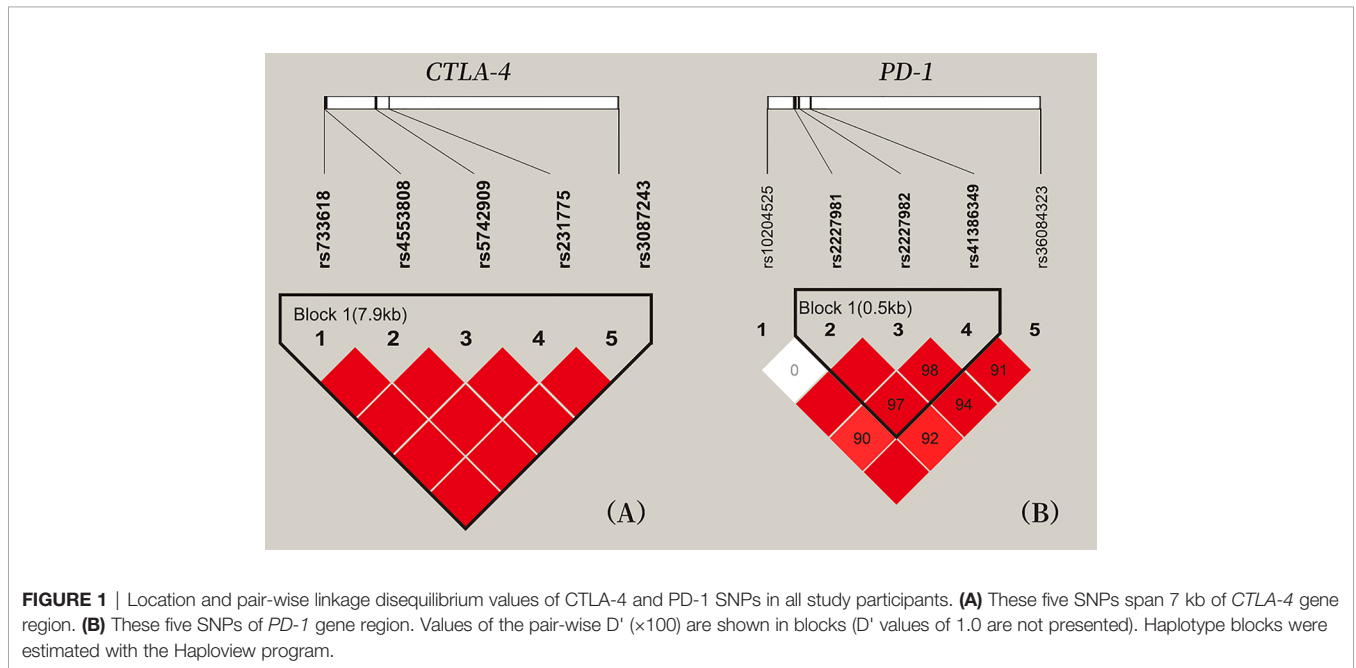 CTLA-4
PD-1
rs733618
rs4553808
rs5742909
rs231775
rs3087243
rs10204525
rs2227981
rs2227982
rs41386349
rs36084323
Block 1(7.9kb)
1 2 3 4 5
(A)
Block 1(0.5kb)
1 2 3 4 5
0 98 91
97 94
90 92
(B)
FIGURE 1 | Location and pair-wise linkage disequilibrium values of CTLA-4 and PD-1 SNPs in all study participants. (A) These five SNPs span 7 kb of CTLA-4 gene
region. (B) These five SNPs of PD-1 gene region. Values of the pair-wise D' (×100) are shown in blocks (D' values of 1.0 are not presented). Haplotype blocks were
estimated with the Haploview program.